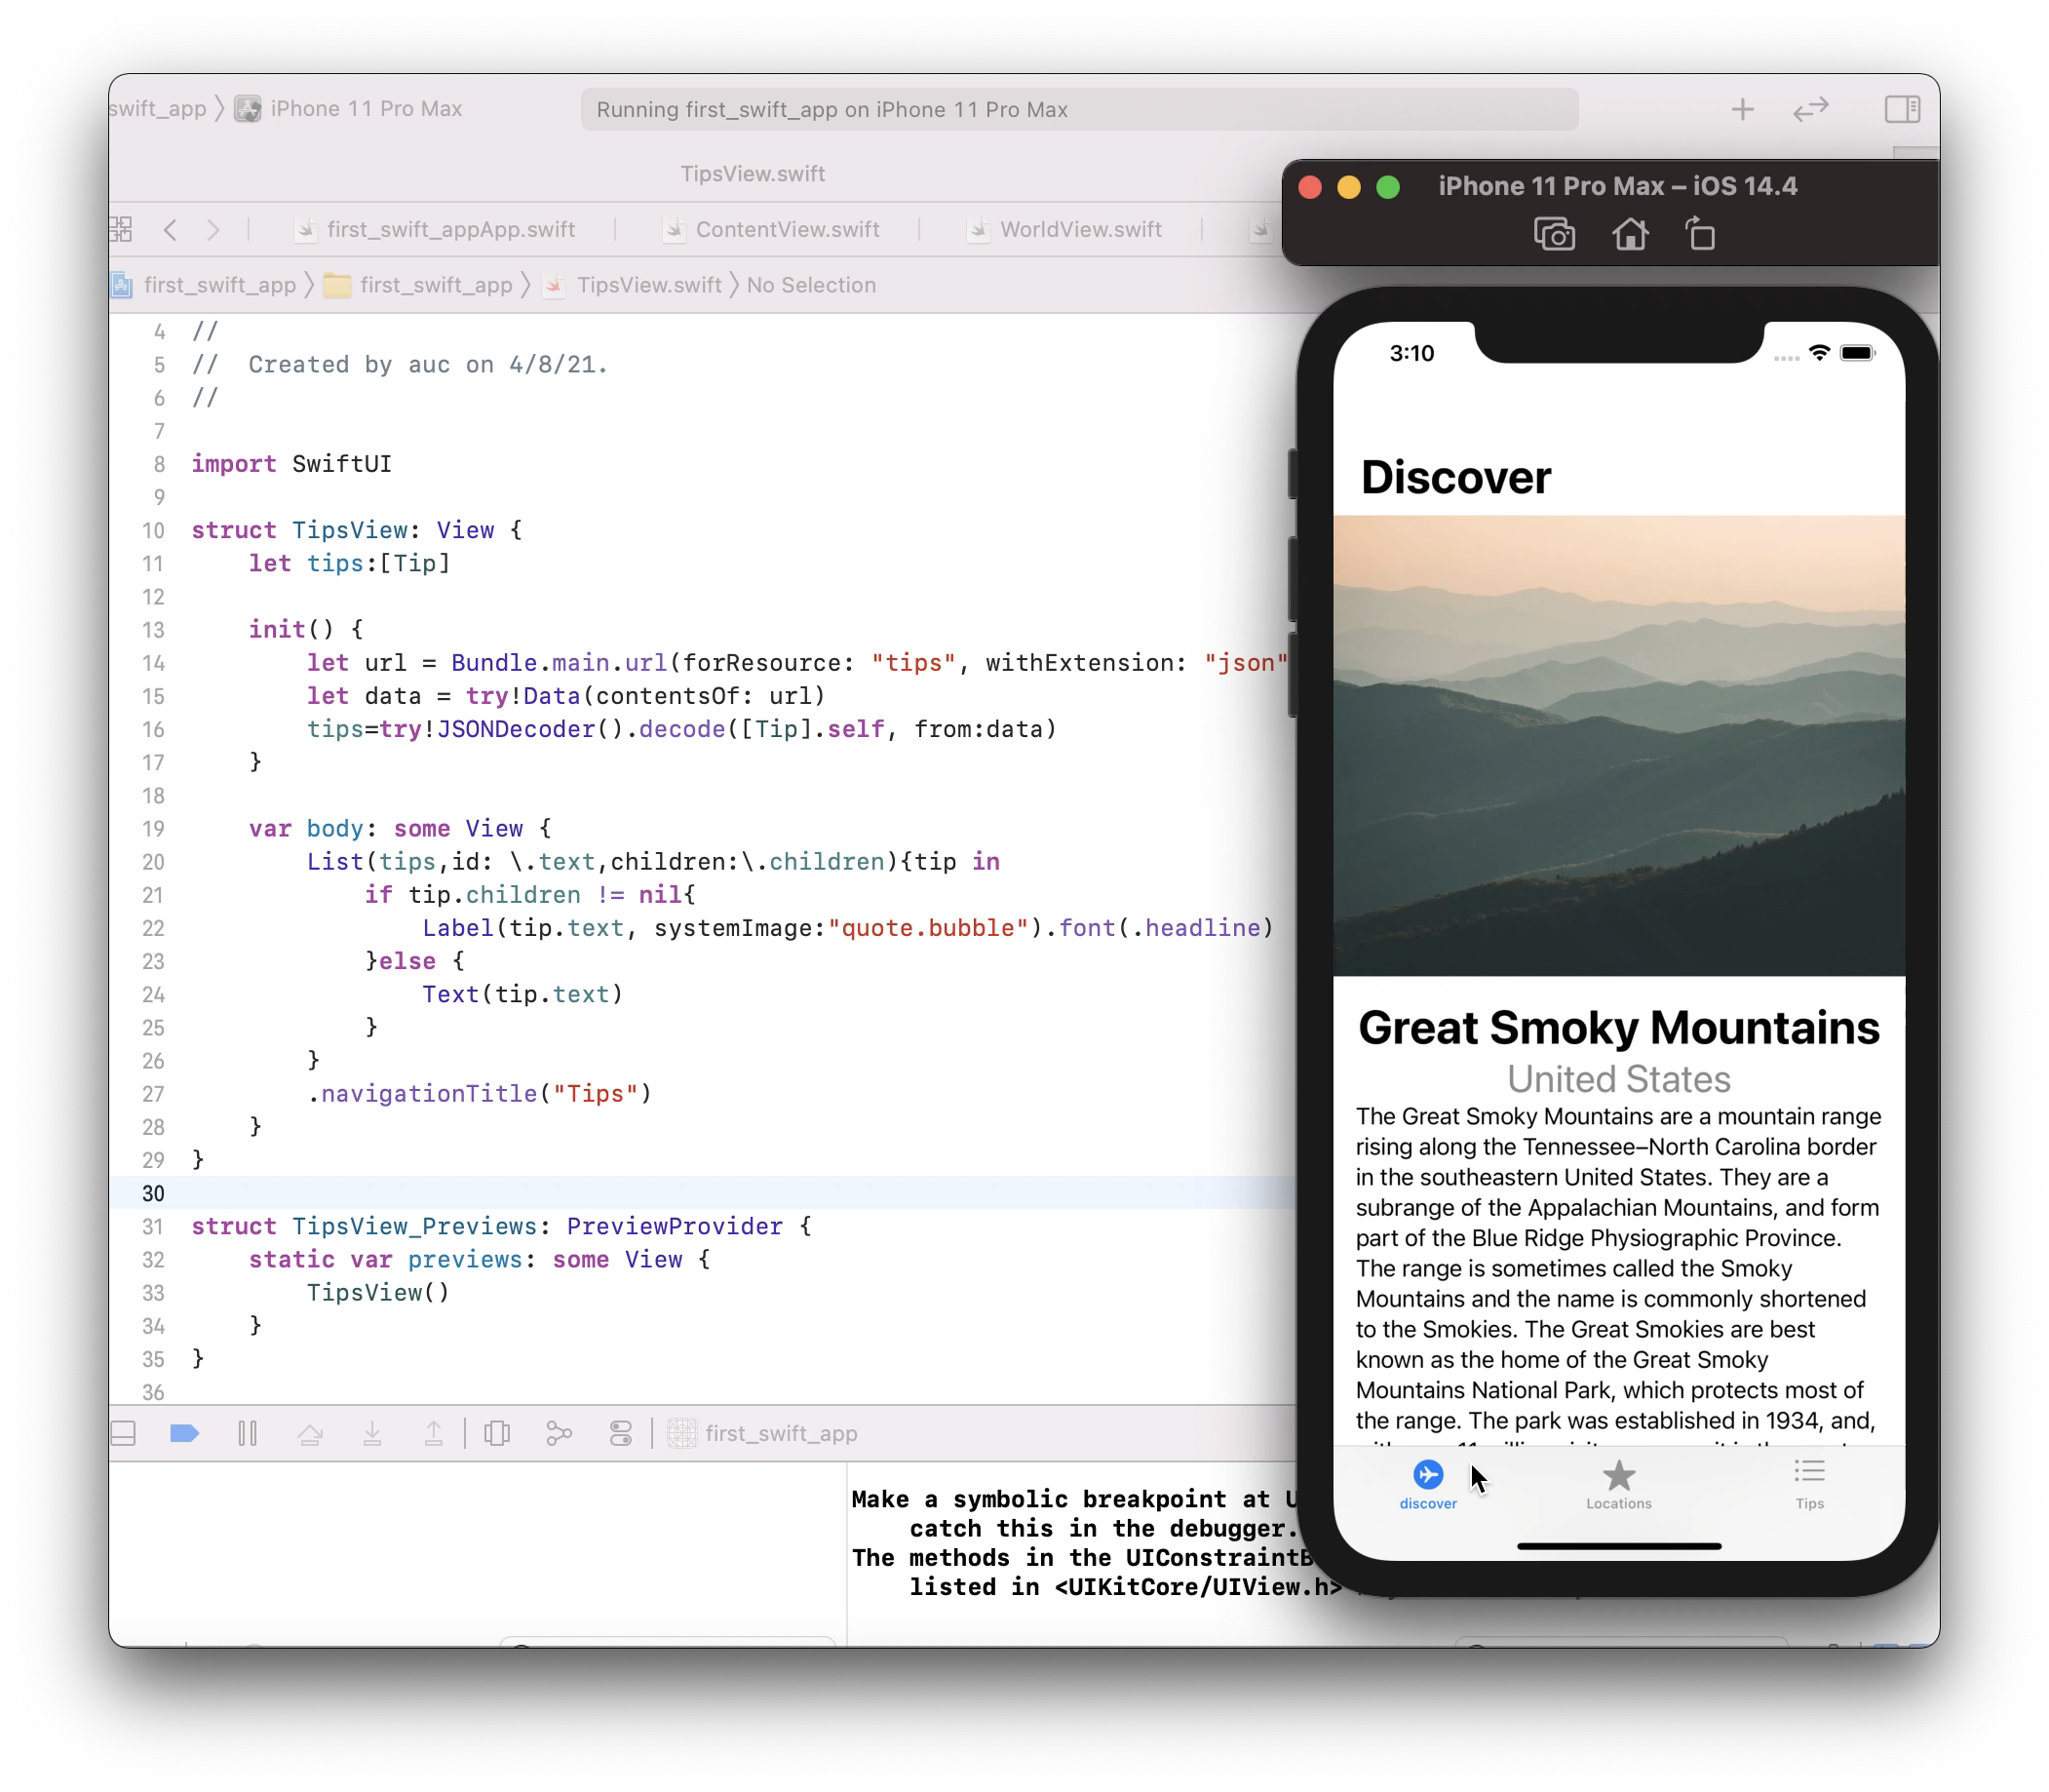 swift_app 〉 iPhone 11 Pro Max
Running first_swift_app on iPhone 11 Pro Max
TipsView.swift
first_swift_appApp.swift
ContentView.swift
WorldView.swift
first_swift_app 〉 first_swift_app 〉 TipsView.swift 〉 No Selection
4 //
5 //  Created by auc on 4/8/21.
6 //
7
8 import SwiftUI
9
10 struct TipsView: View {
11     let tips:[Tip]
12
13     init() {
14         let url = Bundle.main.url(forResource: "tips", withExtension: "json"
15         let data = try!Data(contentsOf: url)
16         tips=try!JSONDecoder().decode([Tip].self, from:data)
17     }
18
19     var body: some View {
20         List(tips,id: \.text,children:\.children){tip in
21             if tip.children != nil{
22                 Label(tip.text, systemImage:"quote.bubble").font(.headline)
23             }else {
24                 Text(tip.text)
25             }
26         }
27         .navigationTitle("Tips")
28     }
29 }
30
31 struct TipsView_Previews: PreviewProvider {
32     static var previews: some View {
33         TipsView()
34     }
35 }
36
first_swift_app
Make a symbolic breakpoint at U
catch this in the debugger.
The methods in the UIConstraintB
listed in <UIKitCore/UIView.h>
iPhone 11 Pro Max – iOS 14.4
3:10
Discover
Great Smoky Mountains
United States
The Great Smoky Mountains are a mountain range
rising along the Tennessee–North Carolina border
in the southeastern United States. They are a
subrange of the Appalachian Mountains, and form
part of the Blue Ridge Physiographic Province.
The range is sometimes called the Smoky
Mountains and the name is commonly shortened
to the Smokies. The Great Smokies are best
known as the home of the Great Smoky
Mountains National Park, which protects most of
the range. The park was established in 1934, and,
discover
Locations
Tips